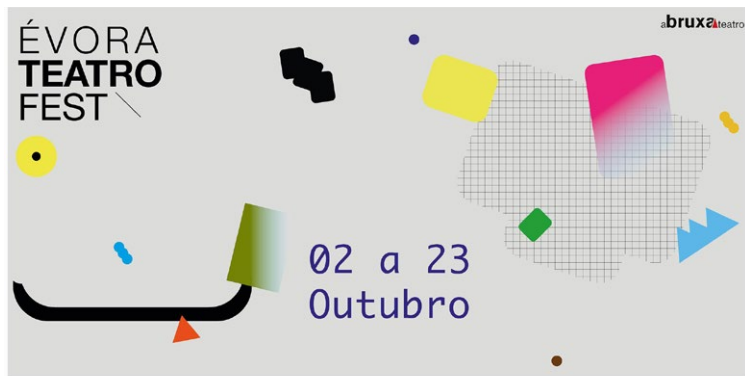 ÉVORA
TEATRO
FEST
abruxateatro
02 a 23
Outubro